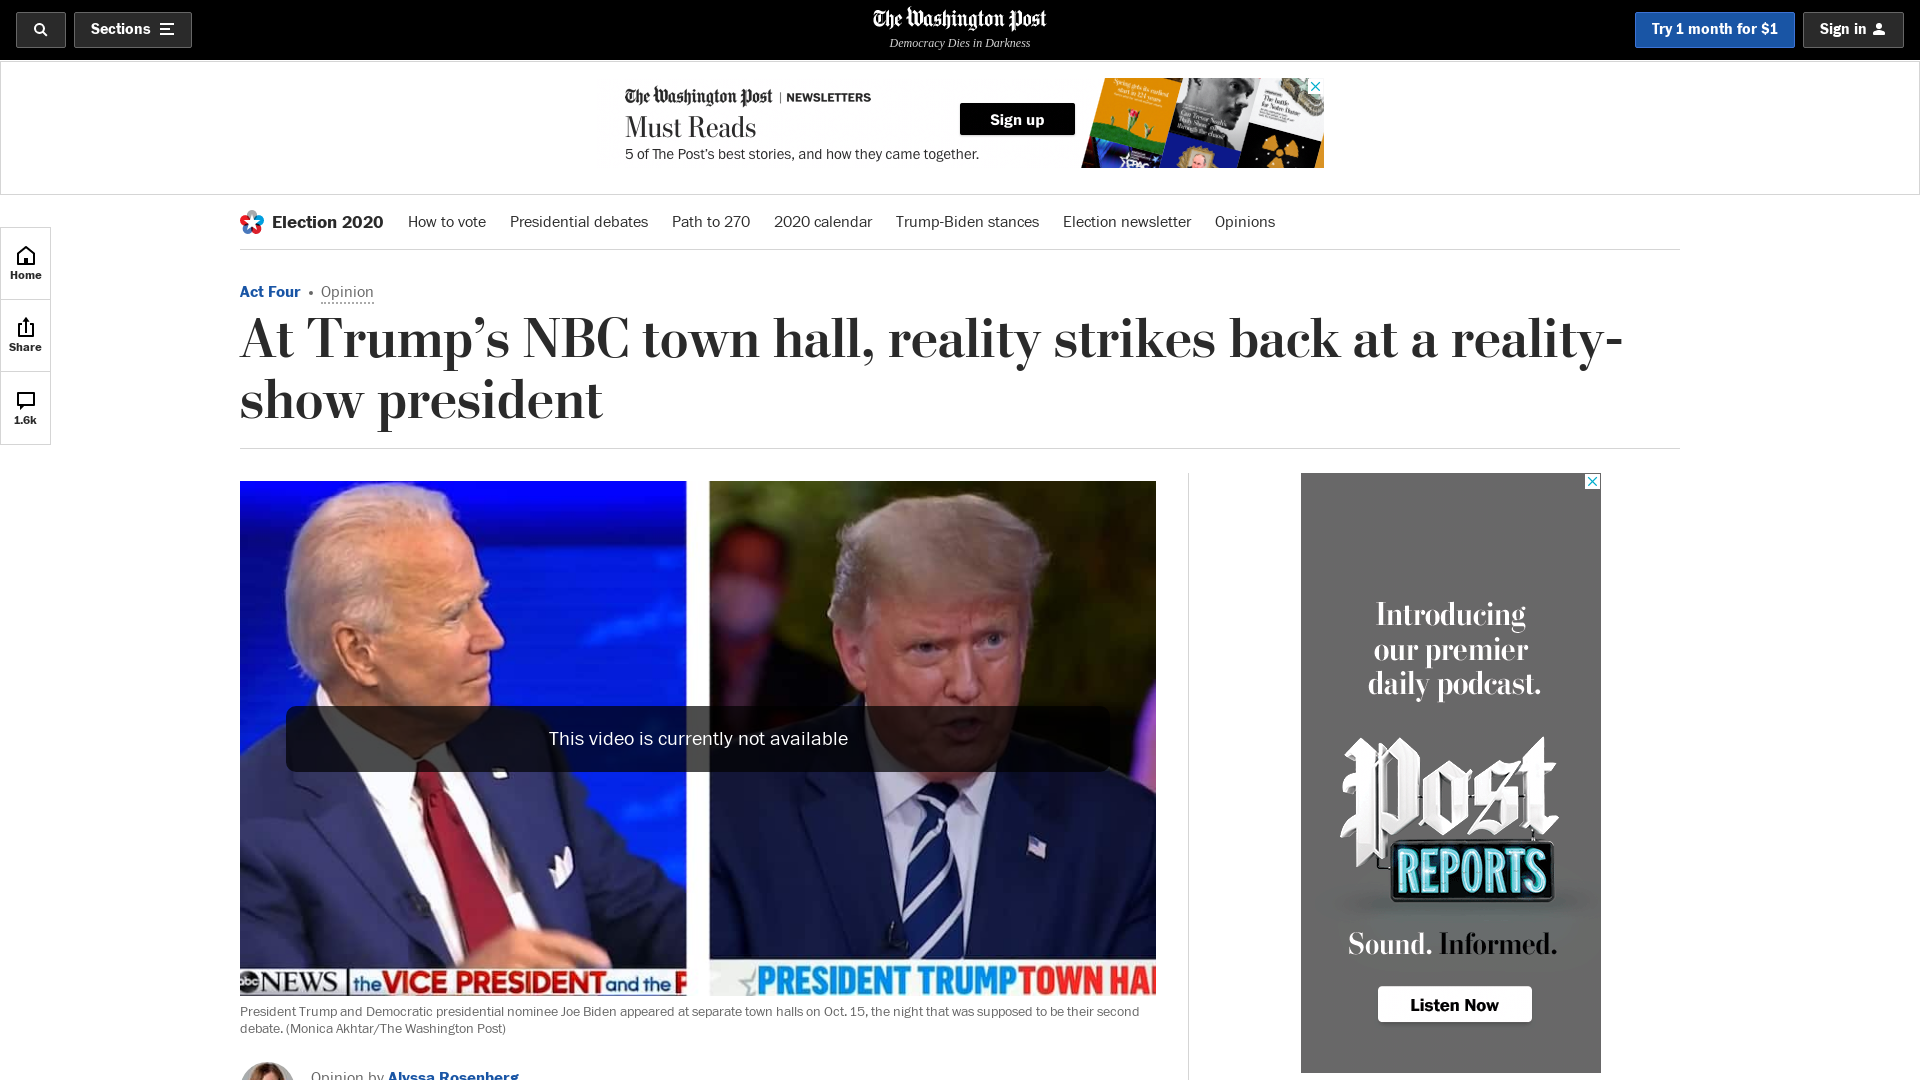 Sections
The Washington Post
Democracy Dies in Darkness
Try 1 month for $1
Sign in
The Washington Post | NEWSLETTERS
Must Reads
5 of The Post's best stories, and how they came together.
Sign up
Election 2020
How to vote
Presidential debates
Path to 270
2020 calendar
Trump-Biden stances
Election newsletter
Opinions
Home
Share
1.6k
Act Four • Opinion
At Trump’s NBC town hall, reality strikes back at a reality-
show president
This video is currently not available
abc NEWS | the VICE PRESIDENT and the P
PRESIDENT TRUMP TOWN HAL
President Trump and Democratic presidential nominee Joe Biden appeared at separate town halls on Oct. 15, the night that was supposed to be their second
debate. (Monica Akhtar/The Washington Post)
Opinion by Alyssa Rosenberg
Introducing
our premier
daily podcast.
Post
REPORTS
Sound. Informed.
Listen Now